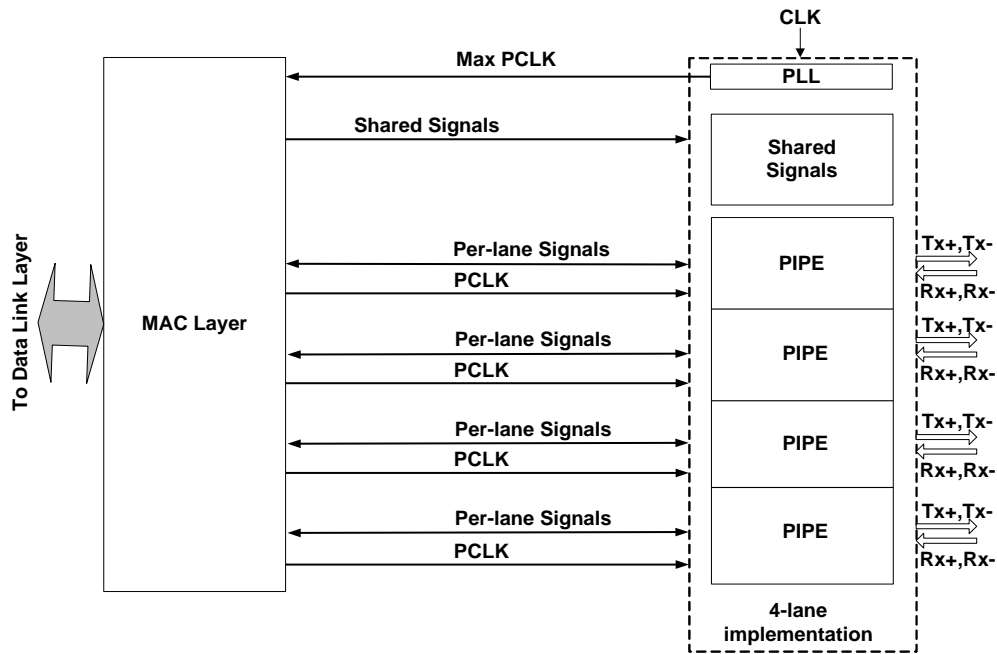 CLK
Max PCLK
PLL
Shared Signals
Shared
Signals
To Data Link Layer
MAC Layer
Per-lane Signals
PCLK
PIPE
Tx+,Tx-
Rx+,Rx-
Per-lane Signals
PCLK
PIPE
Tx+,Tx-
Rx+,Rx-
Per-lane Signals
PCLK
PIPE
Tx+,Tx-
Rx+,Rx-
Per-lane Signals
PCLK
PIPE
Tx+,Tx-
Rx+,Rx-
4-lane
implementation